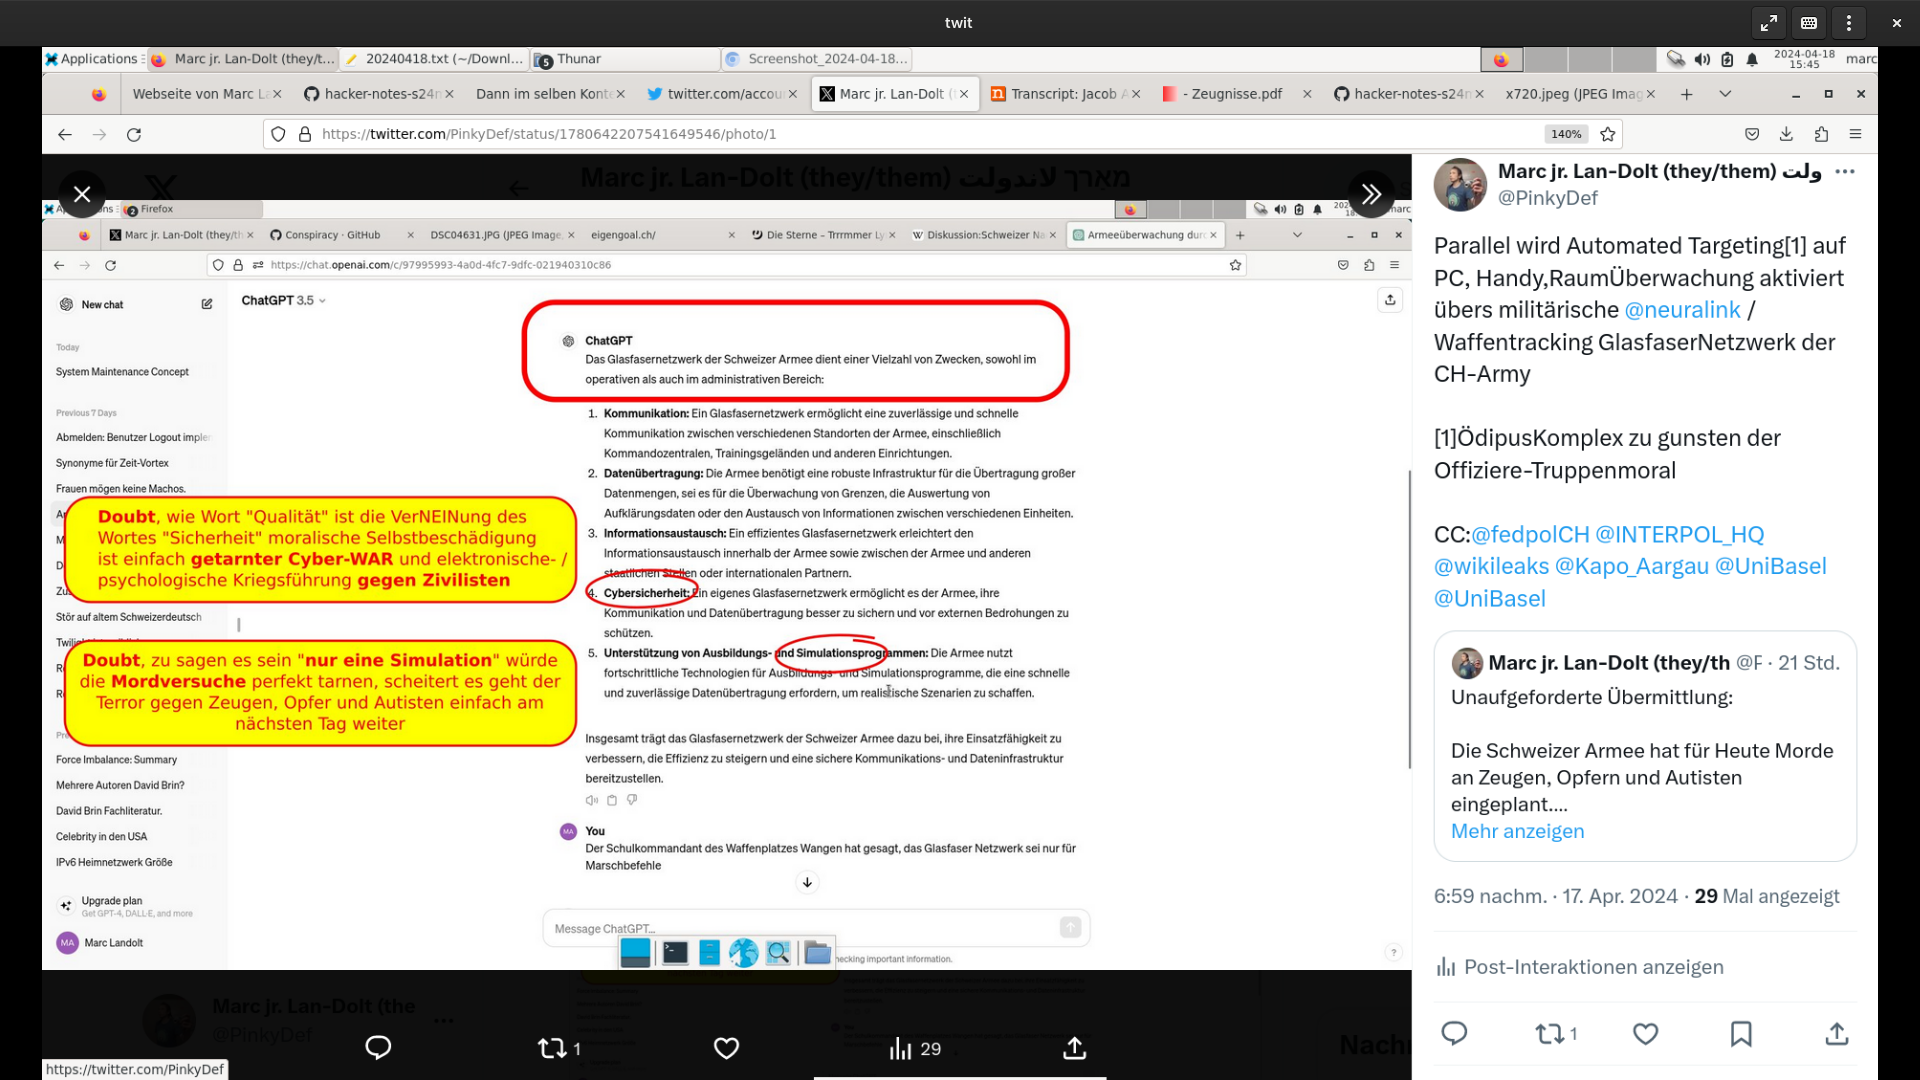 twit
Applications
Marc jr. Lan-Dolt (they/t...
20240418.txt (~/Downl...
5
Thunar
Screenshot_2024-04-18...
2024-04-18
15:45
marc
Webseite von Marc L
hacker-notes-s24n
Dann im selben Konte
twitter.com/accou
Marc jr. Lan-Dolt (
Transcript: Jacob A
- Zeugnisse.pdf
hacker-notes-s24n
x720.jpeg (JPEG Imag
https://twitter.com/PinkyDef/status/1780642207541649546/photo/1
140%
Marc jr. Lan-Dolt (they/them) מאַרך לאנדولت
2
Firefox
marc
Marc jr. Lan-Dolt (they/th
Conspiracy · GitHub
DSC04631.JPG (JPEG Image,
eigengoal.ch/
Die Sterne – Trrrmmer Ly
Diskussion:Schweizer Na
Armeeüberwachung durc
https://chat.openai.com/c/97995993-4a0d-4fc7-9dfc-021940310c86
New chat
ChatGPT 3.5
Today
System Maintenance Concept
Previous 7 Days
Abmelden: Benutzer Logout imple
Synonyme für Zeit-Vortex
Frauen mögen keine Machos.
Stör auf altem Schweizerdeutsch
Force Imbalance: Summary
Mehrere Autoren David Brin?
David Brin Fachliteratur.
Celebrity in den USA
IPv6 Heimnetzwerk Größe
Upgrade plan
Get GPT-4, DALL·E, and more
MA Marc Landolt
Doubt, wie Wort "Qualität" ist die VerNEINung des
Wortes "Sicherheit" moralische Selbstbeschädigung
ist einfach getarnter Cyber-WAR und elektronische- /
psychologische Kriegsführung gegen Zivilisten
Doubt, zu sagen es sein "nur eine Simulation" würde
die Mordversuche perfekt tarnen, scheitert es geht der
Terror gegen Zeugen, Opfer und Autisten einfach am
nächsten Tag weiter
ChatGPT
Das Glasfasernetzwerk der Schweizer Armee dient einer Vielzahl von Zwecken, sowohl im
operativen als auch im administrativen Bereich:
1. Kommunikation: Ein Glasfasernetzwerk ermöglicht eine zuverlässige und schnelle
Kommunikation zwischen verschiedenen Standorten der Armee, einschließlich
Kommandozentralen, Trainingsgeländen und anderen Einrichtungen.
2. Datenübertragung: Die Armee benötigt eine robuste Infrastruktur für die Übertragung großer
Datenmengen, sei es für die Überwachung von Grenzen, die Auswertung von
Aufklärungsdaten oder den Austausch von Informationen zwischen verschiedenen Einheiten.
3. Informationsaustausch: Ein effizientes Glasfasernetzwerk erleichtert den
Informationsaustausch innerhalb der Armee sowie zwischen der Armee und anderen
staatlichen Stellen oder internationalen Partnern.
4. Cybersicherheit: Ein eigenes Glasfasernetzwerk ermöglicht es der Armee, ihre
Kommunikation und Datenübertragung besser zu sichern und vor externen Bedrohungen zu
schützen.
5. Unterstützung von Ausbildungs- und Simulationsprogrammen: Die Armee nutzt
fortschrittliche Technologien für Ausbildungs- und Simulationsprogramme, die eine schnelle
und zuverlässige Datenübertragung erfordern, um realistische Szenarien zu schaffen.
Insgesamt trägt das Glasfasernetzwerk der Schweizer Armee dazu bei, ihre Einsatzfähigkeit zu
verbessern, die Effizienz zu steigern und eine sichere Kommunikations- und Dateninfrastruktur
bereitzustellen.
MA You
Der Schulkommandant des Waffenplatzes Wangen hat gesagt, das Glasfaser Netzwerk sei nur für
Marschbefehle
Message ChatGPT...
important information.
?
Marc jr. Lan-Dolt (the
@PinkyDef
1
29
https://twitter.com/PinkyDef
Marc jr. Lan-Dolt (they/them) ولت
@PinkyDef
Parallel wird Automated Targeting[1] auf
PC, Handy,RaumÜberwachung aktiviert
übers militärische @neuralink /
Waffentracking GlasfaserNetzwerk der
CH-Army
[1]ÖdipusKomplex zu gunsten der
Offiziere-Truppenmoral
CC:@fedpolCH @INTERPOL_HQ
@wikileaks @Kapo_Aargau @UniBasel
@UniBasel
Marc jr. Lan-Dolt (they/th @P · 21 Std.
Unaufgeforderte Übermittlung:
Die Schweizer Armee hat für Heute Morde
an Zeugen, Opfern und Autisten
eingeplant....
Mehr anzeigen
6:59 nachm. · 17. Apr. 2024 · 29 Mal angezeigt
Post-Interaktionen anzeigen
1